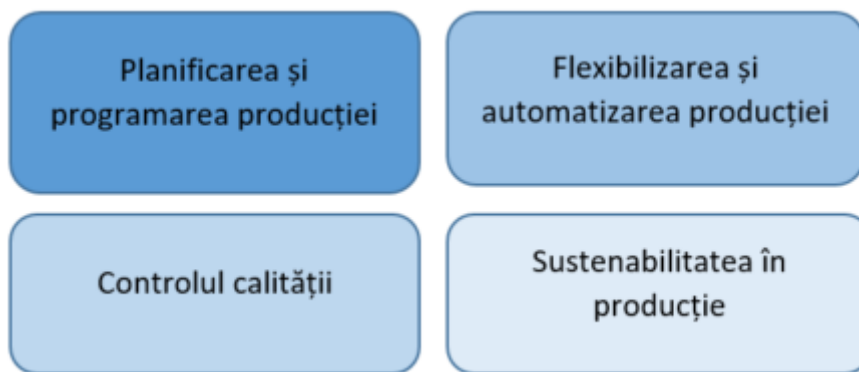 Planificarea și
programarea producției
Flexibilizarea și
automatizarea producției
Controlul calității
Sustenabilitatea în
producție